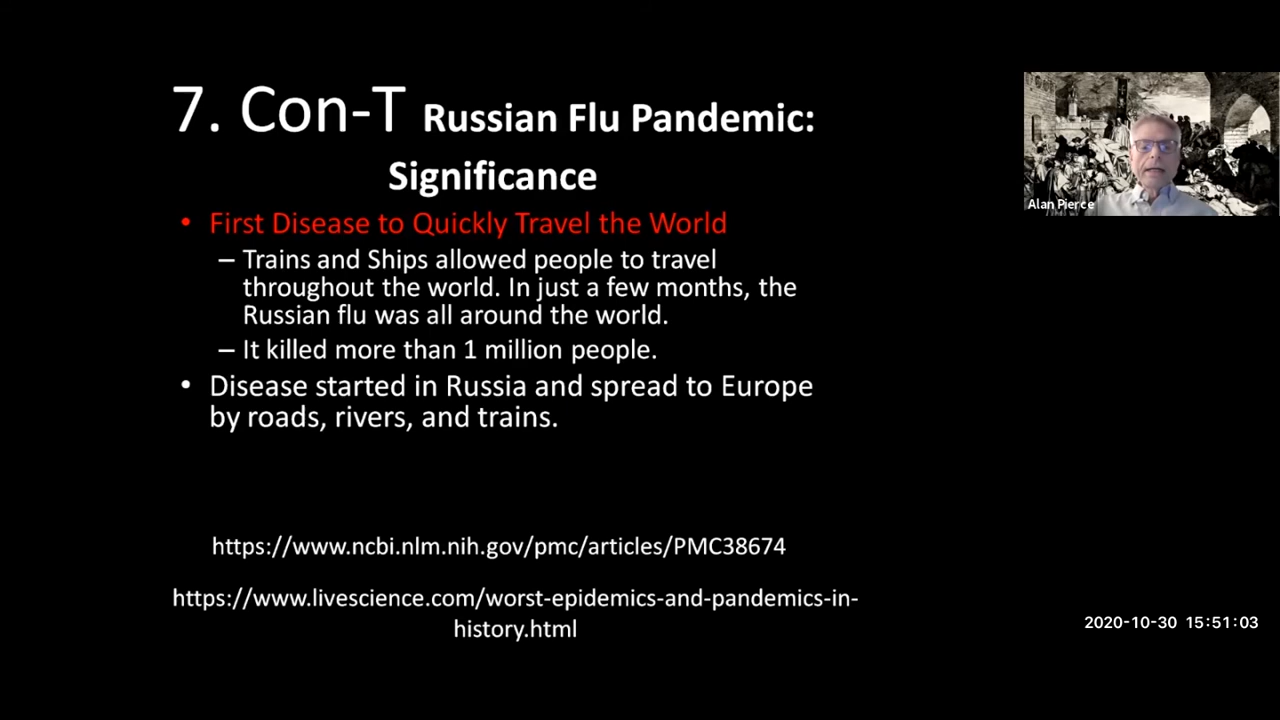 7. Con-T Russian Flu Pandemic:
Significance
• First Disease to Quickly Travel the World
– Trains and Ships allowed people to travel
throughout the world. In just a few months, the
Russian flu was all around the world.
– It killed more than 1 million people.
• Disease started in Russia and spread to Europe
by roads, rivers, and trains.
https://www.ncbi.nlm.nih.gov/pmc/articles/PMC38674
https://www.livescience.com/worst-epidemics-and-pandemics-in-
history.html
Alan Pierce
2020-10-30 15:51:03